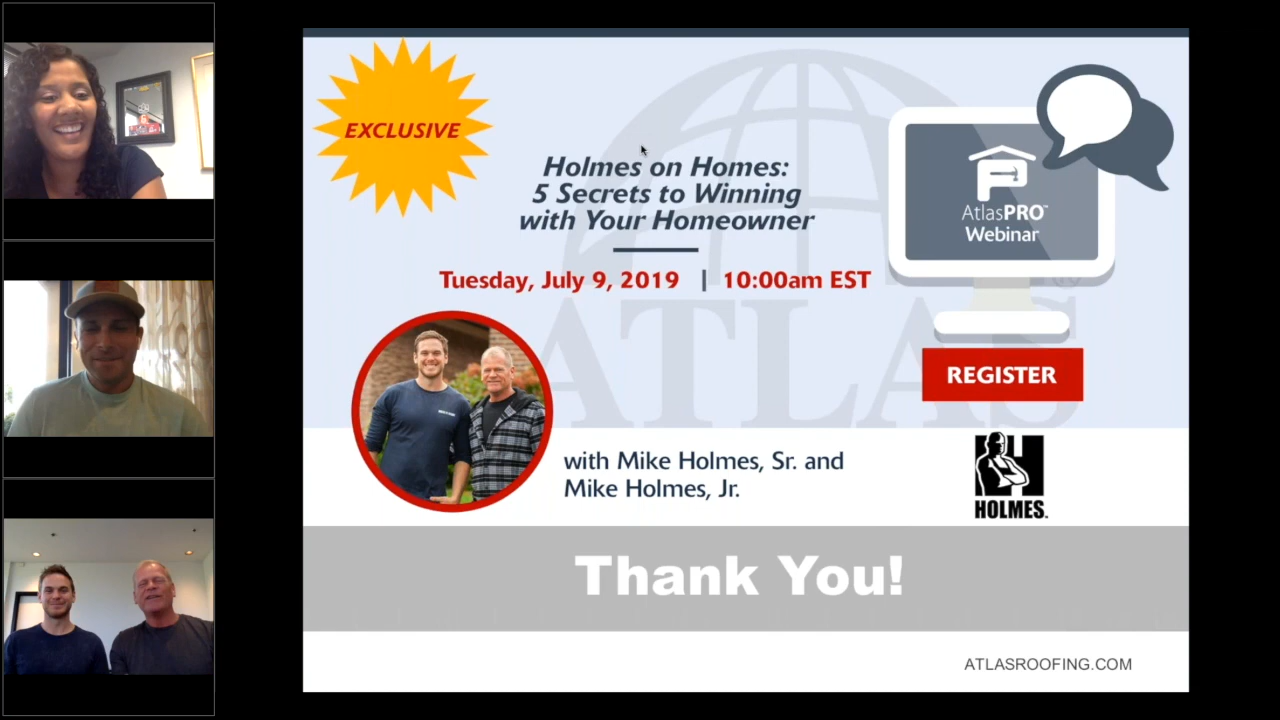 EXCLUSIVE
Holmes on Homes:
5 Secrets to Winning
with Your Homeowner
Tuesday, July 9, 2019 | 10:00am EST
AtlasPRO™
Webinar
REGISTER
ATLAS®
with Mike Holmes, Sr. and
Mike Holmes, Jr.
H
HOLMES.
Thank You!
ATLASROOFING.COM